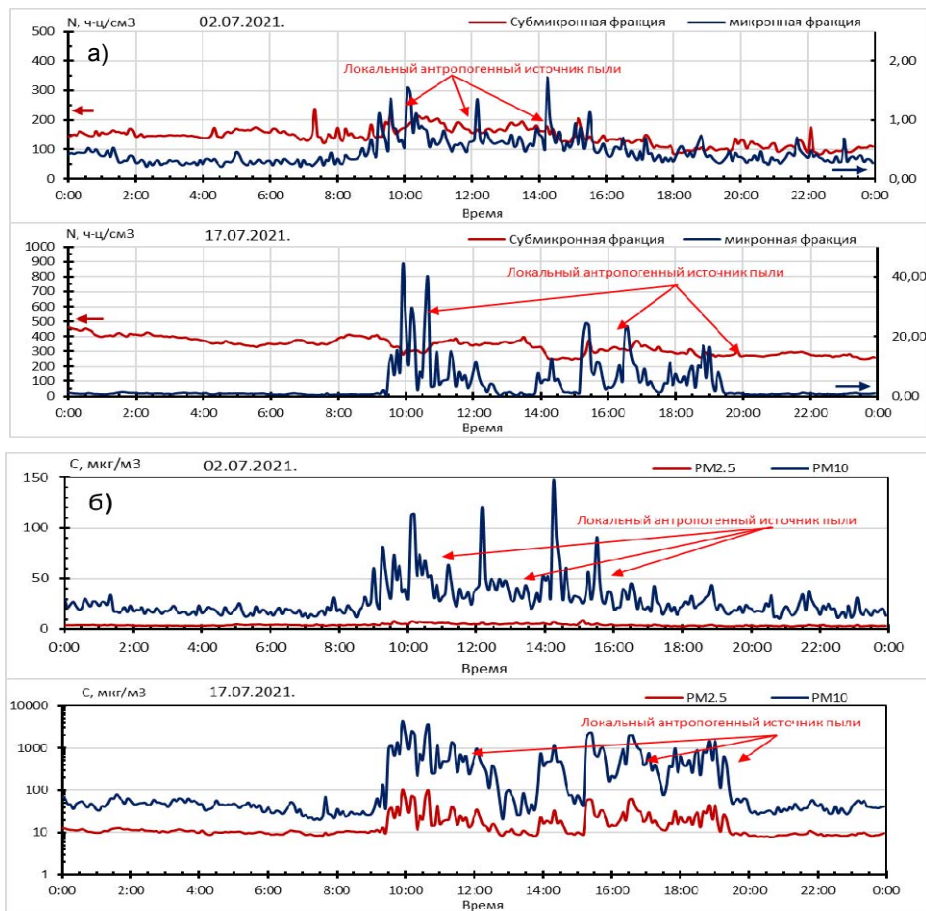 N, ч-ц/см3 02.07.2021. Субмикронная фракция микронная фракция
500 2,00
а)
Локальный антропогенный источник пыли
400
300
200 1,00
100
0 0,00
0:00 2:00 4:00 6:00 8:00 10:00 12:00 14:00 16:00 18:00 20:00 22:00 0:00
Время
N, ч-ц/см3 17.07.2021. Субмикронная фракция микронная фракция
1000
900
Локальный антропогенный источник пыли
800 40,00
700
600
500
400 20,00
300
200
100
0 0,00
0:00 2:00 4:00 6:00 8:00 10:00 12:00 14:00 16:00 18:00 20:00 22:00 0:00
Время
С, мкг/м3 02.07.2021. PM2.5 PM10
150
б)
Локальный антропогенный источник пыли
100
50
0
0:00 2:00 4:00 6:00 8:00 10:00 12:00 14:00 16:00 18:00 20:00 22:00 0:00
Время
С, мкг/м3 17.07.2021. PM2.5 PM10
10000
Локальный антропогенный источник пыли
1000
100
10
1
0:00 2:00 4:00 6:00 8:00 10:00 12:00 14:00 16:00 18:00 20:00 22:00 0:00
Время